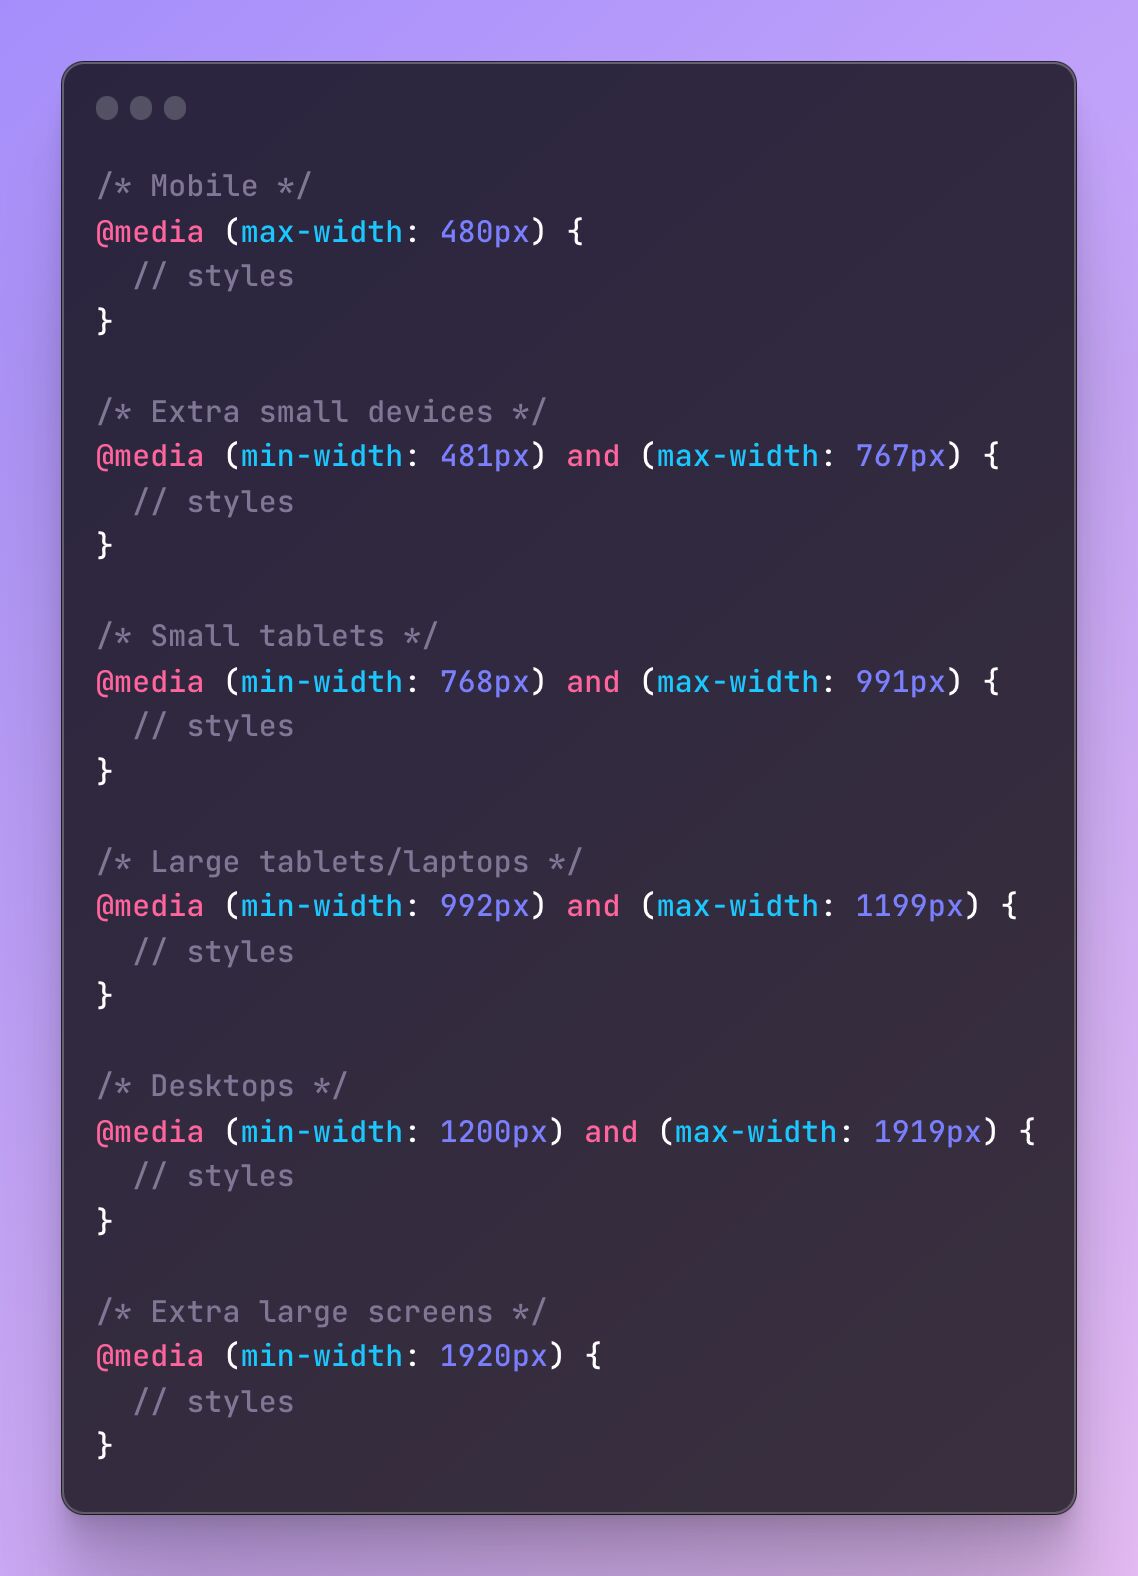 /* Mobile */
@media (max-width: 480px) {
  // styles
}

/* Extra small devices */
@media (min-width: 481px) and (max-width: 767px) {
  // styles
}

/* Small tablets */
@media (min-width: 768px) and (max-width: 991px) {
  // styles
}

/* Large tablets/laptops */
@media (min-width: 992px) and (max-width: 1199px) {
  // styles
}

/* Desktops */
@media (min-width: 1200px) and (max-width: 1919px) {
  // styles
}

/* Extra large screens */
@media (min-width: 1920px) {
  // styles
}